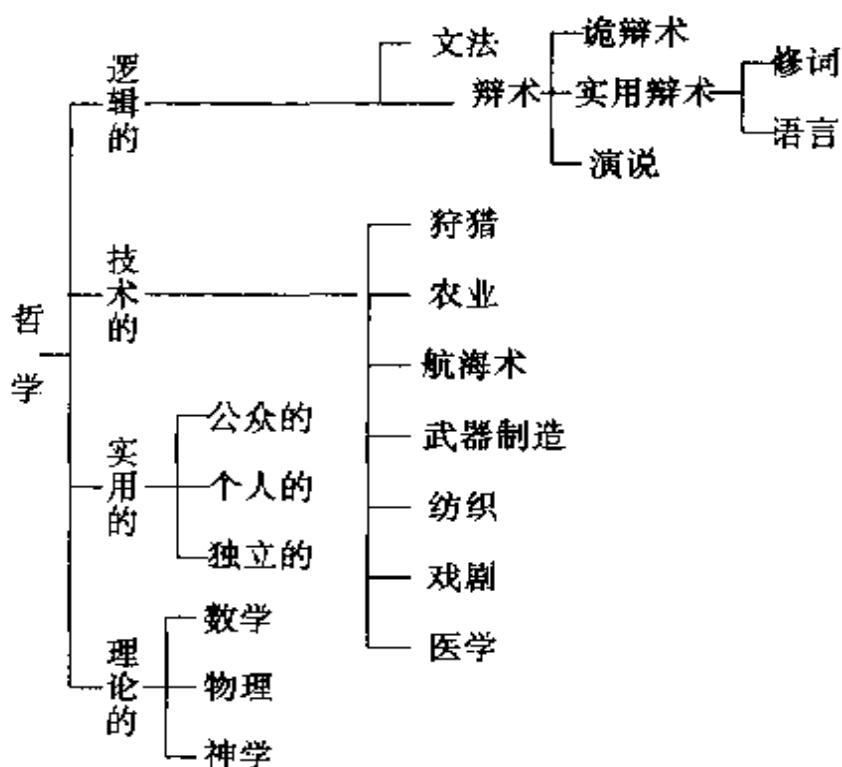 哲学
逻辑的
文法
辩术
诡辩术
实用辩术
修词
语言
演说
技术的
狩猎
农业
航海术
武器制造
纺织
戏剧
医学
实用的
公众的
个人的
独立的
理论的
数学
物理
神学